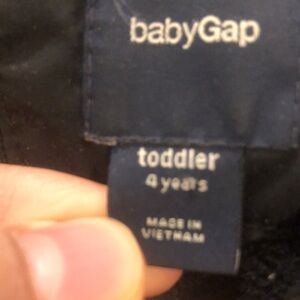 babyGap
toddler
4 years
MADE IN
VIETNAM